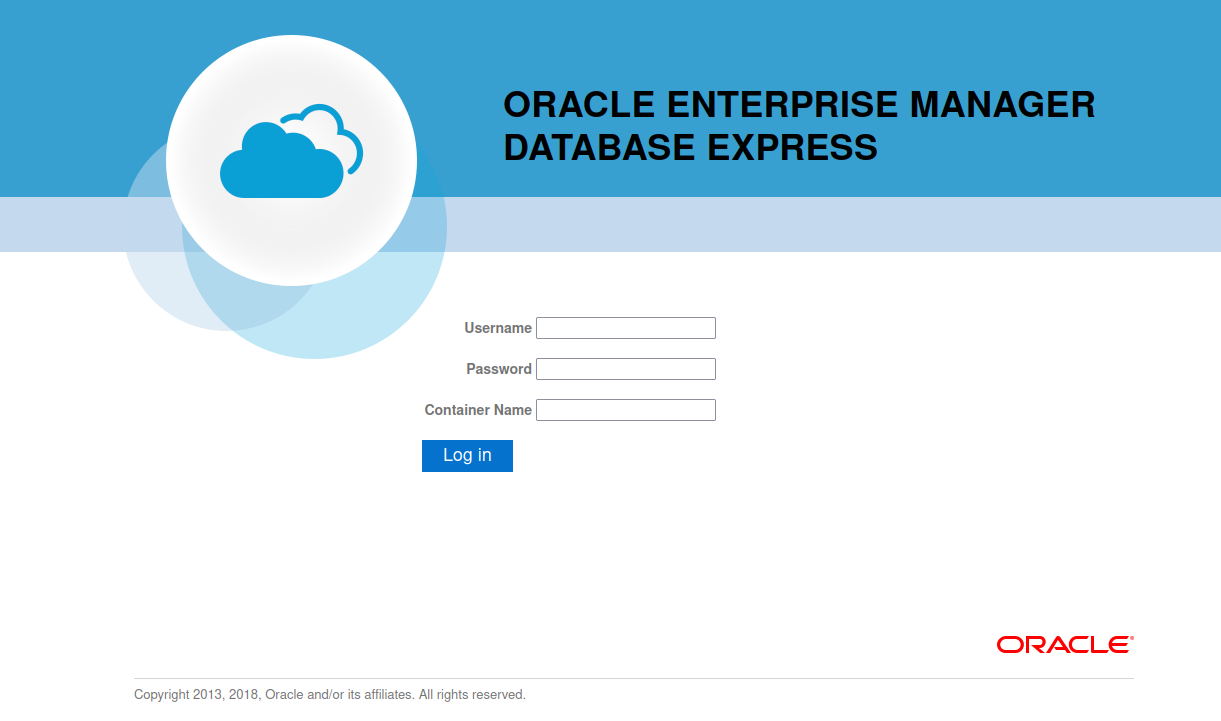 ORACLE ENTERPRISE MANAGER
DATABASE EXPRESS
Username
Password
Container Name
Log in
ORACLE®
Copyright 2013, 2018, Oracle and/or its affiliates. All rights reserved.